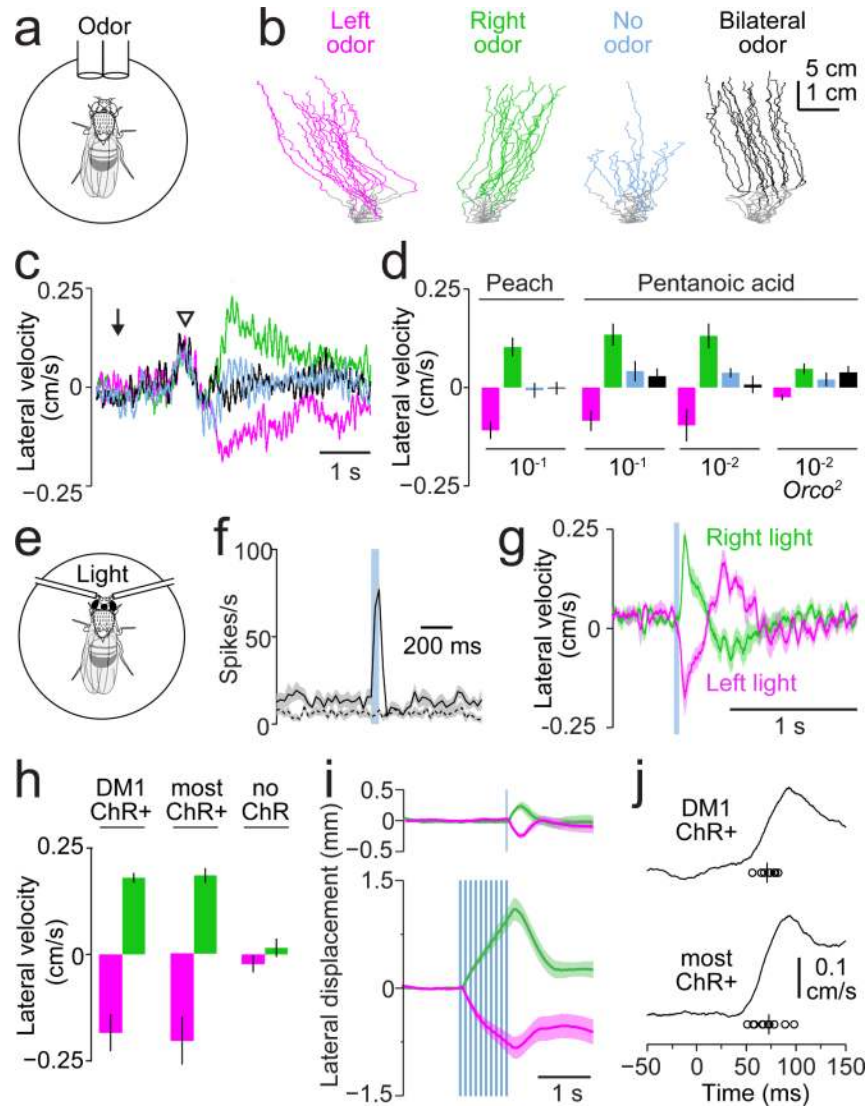 a
Odor
b
Left odor
Right odor
No odor
Bilateral odor
5 cm
1 cm
c
Lateral velocity (cm/s)
0.25
0
−0.25
1 s
d
Lateral velocity (cm/s)
0.25
0
−0.25
Peach
Pentanoic acid
10-1
10-1
10-2
10-2
Orco2
e
Light
f
Spikes/s
100
50
0
200 ms
g
Lateral velocity (cm/s)
0.25
0
-0.25
Right light
Left light
1 s
h
DM1 ChR+
most ChR+
no ChR
Lateral velocity (cm/s)
0.25
0
−0.25
i
Lateral displacement (mm)
0.5
0
−0.5
1.5
0
−1.5
1 s
j
DM1 ChR+
most ChR+
0.1 cm/s
−50 0 50 100 150
Time (ms)